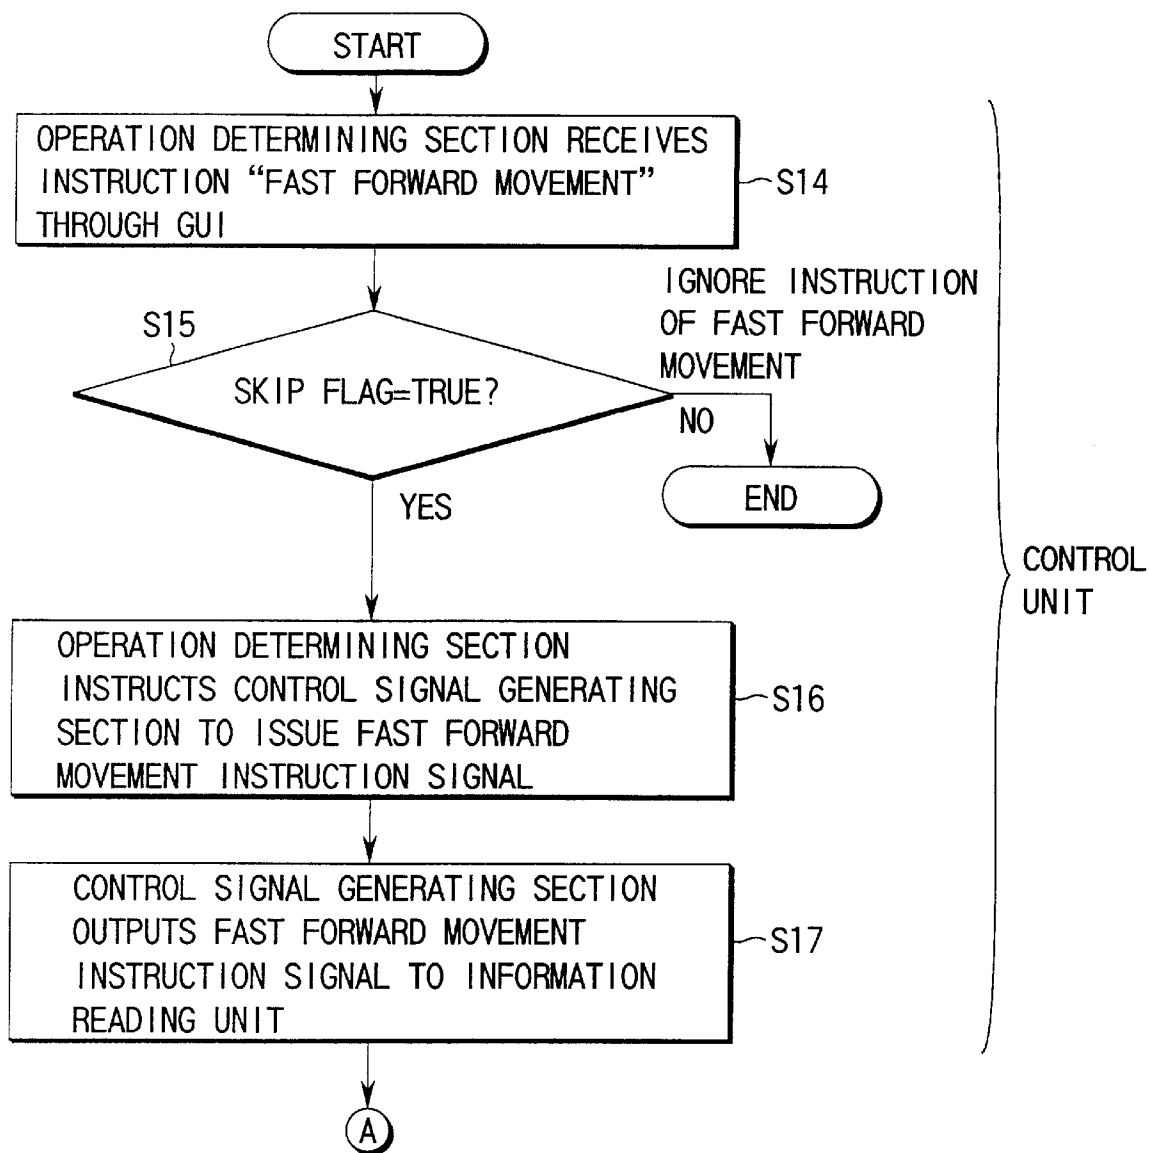 START
OPERATION DETERMINING SECTION RECEIVES
INSTRUCTION “FAST FORWARD MOVEMENT”
THROUGH GUI
S14
IGNORE INSTRUCTION
OF FAST FORWARD
MOVEMENT
S15
SKIP FLAG=TRUE?
NO
END
YES
CONTROL
UNIT
OPERATION DETERMINING SECTION
INSTRUCTS CONTROL SIGNAL GENERATING
SECTION TO ISSUE FAST FORWARD
MOVEMENT INSTRUCTION SIGNAL
S16
CONTROL SIGNAL GENERATING SECTION
OUTPUTS FAST FORWARD MOVEMENT
INSTRUCTION SIGNAL TO INFORMATION
READING UNIT
S17
A